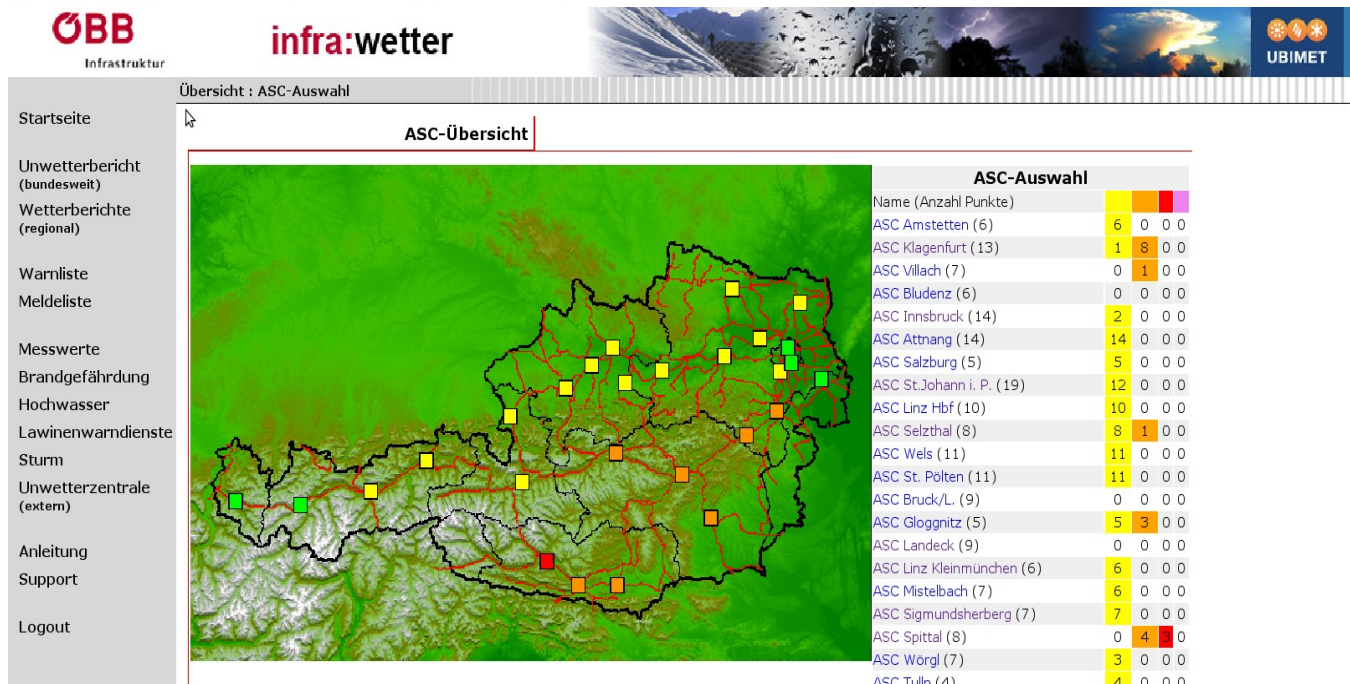 ÖBB
Infrastruktur
infra:wetter
UBIMET
Übersicht : ASC-Auswahl
Startseite
Unwetterbericht
(bundesweit)
Wetterberichte
(regional)
Warnliste
Meldeliste
Messwerte
Brandgefährdung
Hochwasser
Lawinenwarndienste
Sturm
Unwetterzentrale
(extern)
Anleitung
Support
Logout
ASC-Übersicht
ASC-Auswahl
Name (Anzahl Punkte)
ASC Amstetten (6) 6 0 0 0
ASC Klagenfurt (13) 1 8 0 0
ASC Villach (7) 0 1 0 0
ASC Bludenz (6) 0 0 0 0
ASC Innsbruck (14) 2 0 0 0
ASC Attnang (14) 14 0 0 0
ASC Salzburg (5) 5 0 0 0
ASC St.Johann i. P. (19) 12 0 0 0
ASC Linz Hbf (10) 10 0 0 0
ASC Selzthal (8) 8 1 0 0
ASC Wels (11) 11 0 0 0
ASC St. Pölten (11) 11 0 0 0
ASC Bruck/L. (9) 0 0 0 0
ASC Gloggnitz (5) 5 3 0 0
ASC Landeck (9) 0 0 0 0
ASC Linz Kleinmünchen (6) 6 0 0 0
ASC Mistelbach (7) 6 0 0 0
ASC Sigmundsherberg (7) 7 0 0 0
ASC Spittal (8) 0 4 3 0
ASC Wörgl (7) 3 0 0 0
ASC Tulln (4) 4 0 0 0